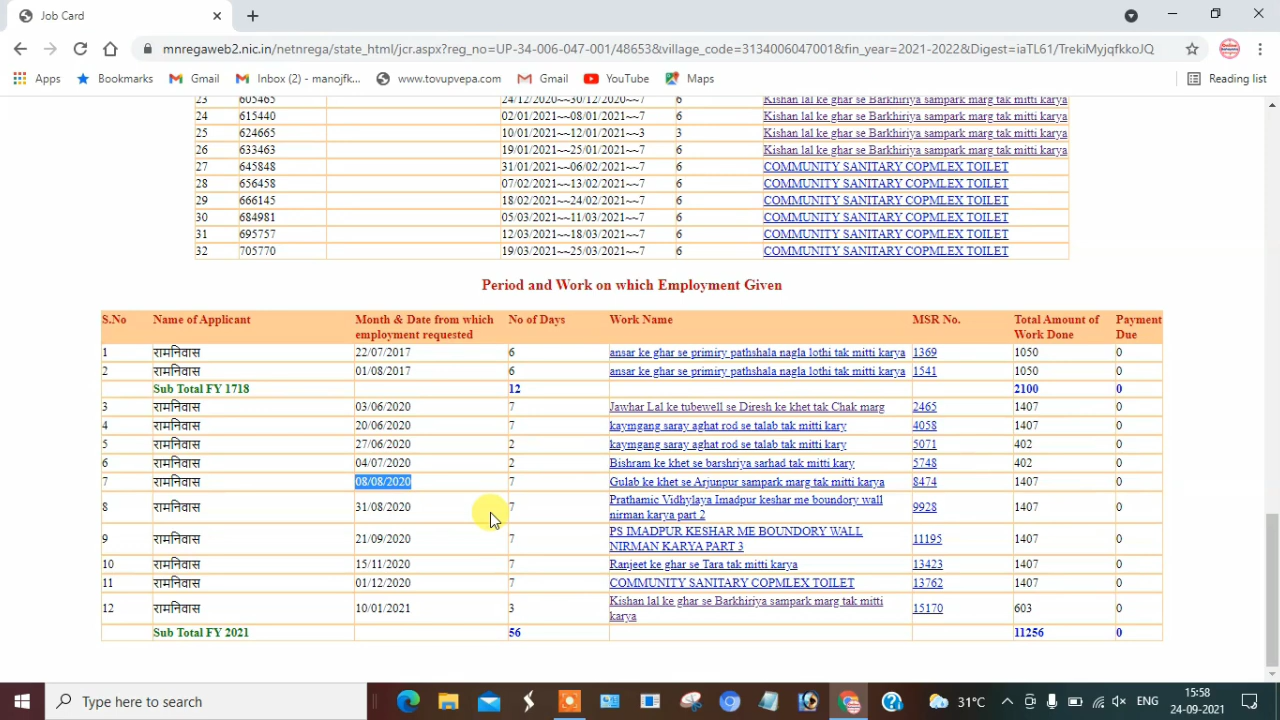 Job Card
mnregaweb2.nic.in/netnrega/state_html/jcr.aspx?reg_no=UP-34-006-047-001/48653&village_code=3134006047001&fin_year=2021-2022&Digest=iaTL61/TrekiMyjqfkkoJQ
Apps Bookmarks Gmail Inbox (2) - manojfk... www.tovupvepa.com Gmail YouTube Maps Reading list
23 605465 24/12/2020~~30/12/2020~~7 6 Kishan lal ke ghar se Barkhiriya sampark marg tak mitti karya
24 615440 02/01/2021~~08/01/2021~~7 6 Kishan lal ke ghar se Barkhiriya sampark marg tak mitti karya
25 624665 10/01/2021~~12/01/2021~~3 3 Kishan lal ke ghar se Barkhiriya sampark marg tak mitti karya
26 633463 19/01/2021~~25/01/2021~~7 6 Kishan lal ke ghar se Barkhiriya sampark marg tak mitti karya
27 645848 31/01/2021~~06/02/2021~~7 6 COMMUNITY SANITARY COPMLEX TOILET
28 656458 07/02/2021~~13/02/2021~~7 6 COMMUNITY SANITARY COPMLEX TOILET
29 666145 18/02/2021~~24/02/2021~~7 6 COMMUNITY SANITARY COPMLEX TOILET
30 684981 05/03/2021~~11/03/2021~~7 6 COMMUNITY SANITARY COPMLEX TOILET
31 695757 12/03/2021~~18/03/2021~~7 6 COMMUNITY SANITARY COPMLEX TOILET
32 705770 19/03/2021~~25/03/2021~~7 6 COMMUNITY SANITARY COPMLEX TOILET
Period and Work on which Employment Given
S.No Name of Applicant Month & Date from which No of Days Work Name MSR No. Total Amount of Payment
employment requested Work Done Due
1 रामनिवास 22/07/2017 6 ansar ke ghar se primiry pathshala nagla lothi tak mitti karya 1369 1050 0
2 रामनिवास 01/08/2017 6 ansar ke ghar se primiry pathshala nagla lothi tak mitti karya 1541 1050 0
Sub Total FY 1718 12 2100 0
3 रामनिवास 03/06/2020 7 Jawhar Lal ke tubewell se Diresh ke khet tak Chak marg 2465 1407 0
4 रामनिवास 20/06/2020 7 kaymgang saray aghat rod se talab tak mitti kary 4058 1407 0
5 रामनिवास 27/06/2020 2 kaymgang saray aghat rod se talab tak mitti kary 5071 402 0
6 रामनिवास 04/07/2020 2 Bishram ke khet se barshriya sarhad tak mitti kary 5748 402 0
7 रामनिवास 08/08/2020 7 Gulab ke khet se Arjunpur sampark marg tak mitti karya 8474 1407 0
Prathamic Vidhylaya Imadpur keshar me boundory wall
8 रामनिवास 31/08/2020 7 nirman karya part 2 9928 1407 0
PS IMADPUR KESHAR ME BOUNDORY WALL
9 रामनिवास 21/09/2020 7 NIRMAN KARYA PART 3 11195 1407 0
10 रामनिवास 15/11/2020 7 Ranjeet ke ghar se Tara tak mitti karya 13423 1407 0
11 रामनिवास 01/12/2020 7 COMMUNITY SANITARY COPMLEX TOILET 13762 1407 0
Kishan lal ke ghar se Barkhiriya sampark marg tak mitti
12 रामनिवास 10/01/2021 3 karya 15170 603 0
Sub Total FY 2021 56 11256 0
Type here to search 31°C ENG 15:58
24-09-2021